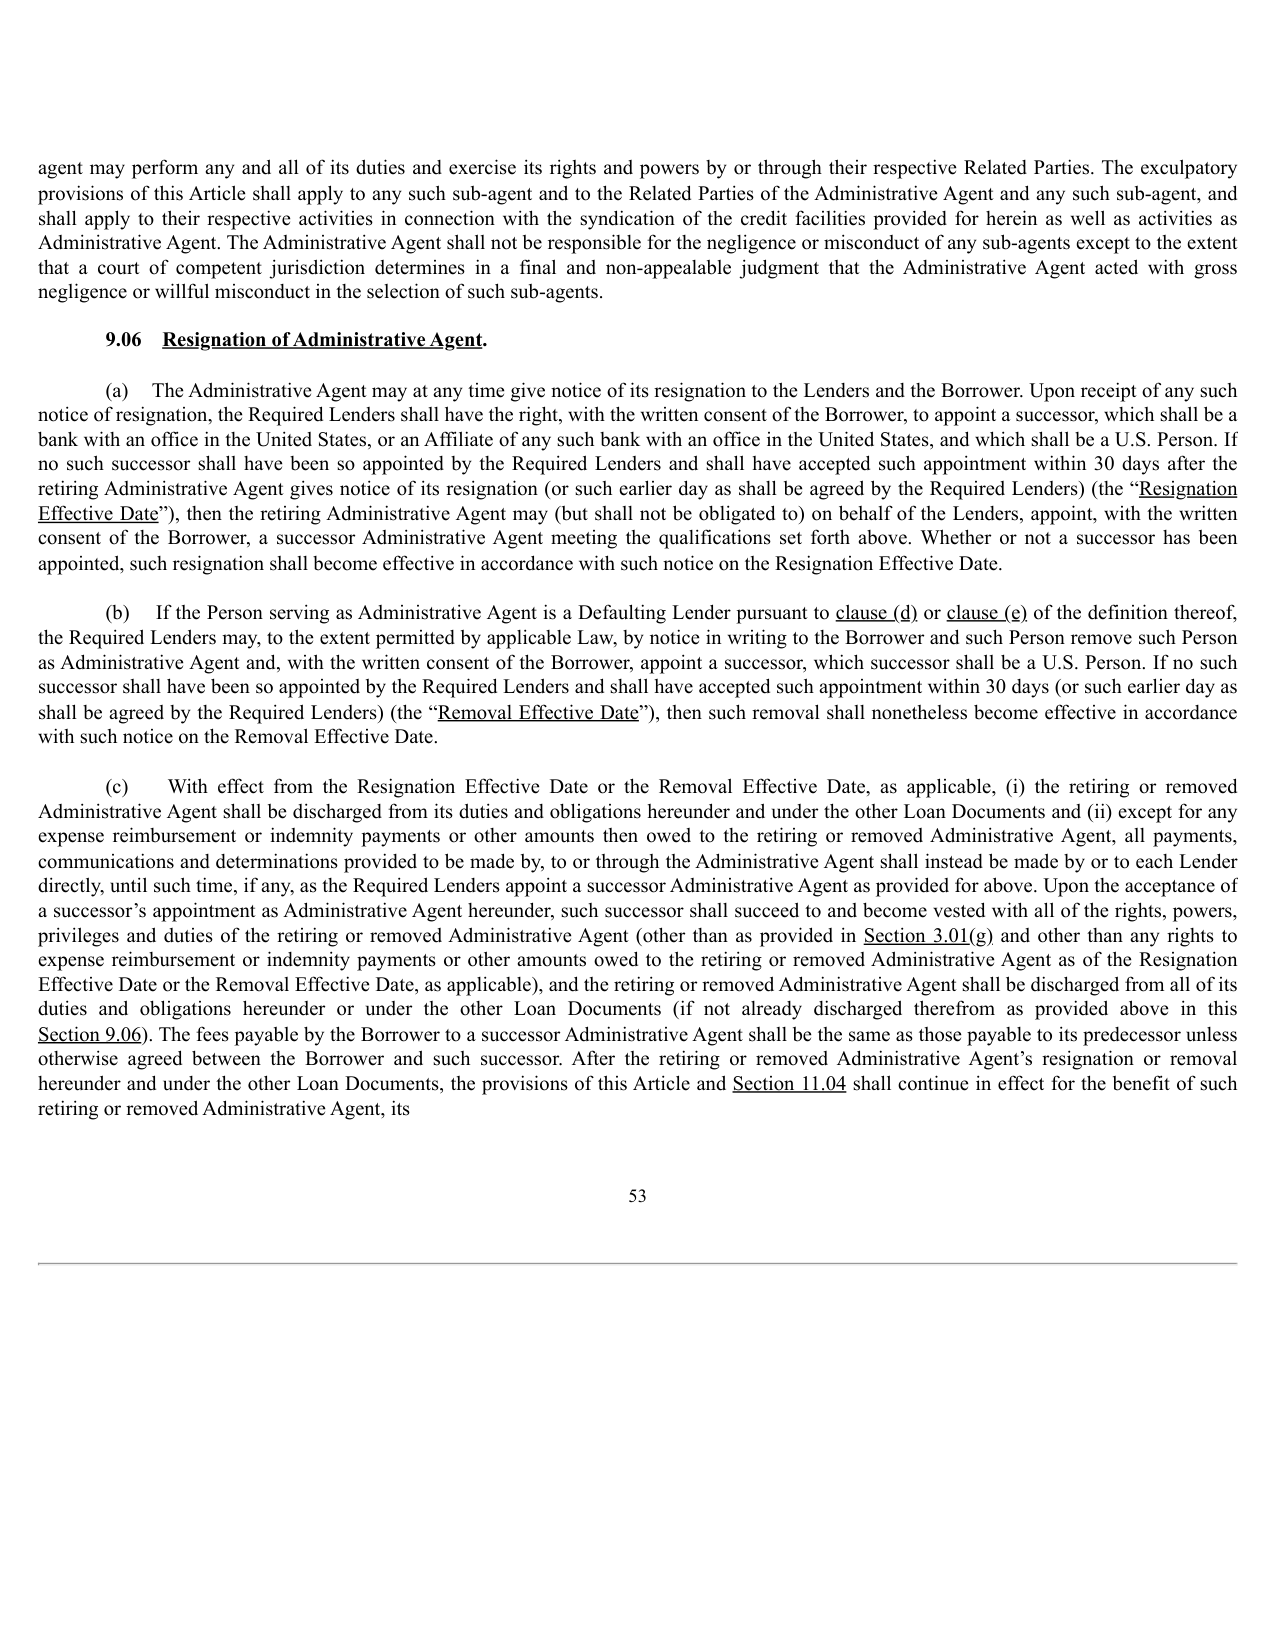 agent may perform any and all of its duties and exercise its rights and powers by or through their respective Related Parties. The exculpatory
provisions of this Article shall apply to any such sub-agent and to the Related Parties of the Administrative Agent and any such sub-agent, and
shall apply to their respective activities in connection with the syndication of the credit facilities provided for herein as well as activities as
Administrative Agent. The Administrative Agent shall not be responsible for the negligence or misconduct of any sub-agents except to the extent
that a court of competent jurisdiction determines in a final and non-appealable judgment that the Administrative Agent acted with gross
negligence or willful misconduct in the selection of such sub-agents.
9.06 Resignation of Administrative Agent.
(a) The Administrative Agent may at any time give notice of its resignation to the Lenders and the Borrower. Upon receipt of any such
notice of resignation, the Required Lenders shall have the right, with the written consent of the Borrower, to appoint a successor, which shall be a
bank with an office in the United States, or an Affiliate of any such bank with an office in the United States, and which shall be a U.S. Person. If
no such successor shall have been so appointed by the Required Lenders and shall have accepted such appointment within 30 days after the
retiring Administrative Agent gives notice of its resignation (or such earlier day as shall be agreed by the Required Lenders) (the “Resignation
Effective Date”), then the retiring Administrative Agent may (but shall not be obligated to) on behalf of the Lenders, appoint, with the written
consent of the Borrower, a successor Administrative Agent meeting the qualifications set forth above. Whether or not a successor has been
appointed, such resignation shall become effective in accordance with such notice on the Resignation Effective Date.
(b) If the Person serving as Administrative Agent is a Defaulting Lender pursuant to clause (d) or clause (e) of the definition thereof,
the Required Lenders may, to the extent permitted by applicable Law, by notice in writing to the Borrower and such Person remove such Person
as Administrative Agent and, with the written consent of the Borrower, appoint a successor, which successor shall be a U.S. Person. If no such
successor shall have been so appointed by the Required Lenders and shall have accepted such appointment within 30 days (or such earlier day as
shall be agreed by the Required Lenders) (the “Removal Effective Date”), then such removal shall nonetheless become effective in accordance
with such notice on the Removal Effective Date.
(c) With effect from the Resignation Effective Date or the Removal Effective Date, as applicable, (i) the retiring or removed
Administrative Agent shall be discharged from its duties and obligations hereunder and under the other Loan Documents and (ii) except for any
expense reimbursement or indemnity payments or other amounts then owed to the retiring or removed Administrative Agent, all payments,
communications and determinations provided to be made by, to or through the Administrative Agent shall instead be made by or to each Lender
directly, until such time, if any, as the Required Lenders appoint a successor Administrative Agent as provided for above. Upon the acceptance of
a successor’s appointment as Administrative Agent hereunder, such successor shall succeed to and become vested with all of the rights, powers,
privileges and duties of the retiring or removed Administrative Agent (other than as provided in Section 3.01(g) and other than any rights to
expense reimbursement or indemnity payments or other amounts owed to the retiring or removed Administrative Agent as of the Resignation
Effective Date or the Removal Effective Date, as applicable), and the retiring or removed Administrative Agent shall be discharged from all of its
duties and obligations hereunder or under the other Loan Documents (if not already discharged therefrom as provided above in this
Section 9.06). The fees payable by the Borrower to a successor Administrative Agent shall be the same as those payable to its predecessor unless
otherwise agreed between the Borrower and such successor. After the retiring or removed Administrative Agent’s resignation or removal
hereunder and under the other Loan Documents, the provisions of this Article and Section 11.04 shall continue in effect for the benefit of such
retiring or removed Administrative Agent, its
53